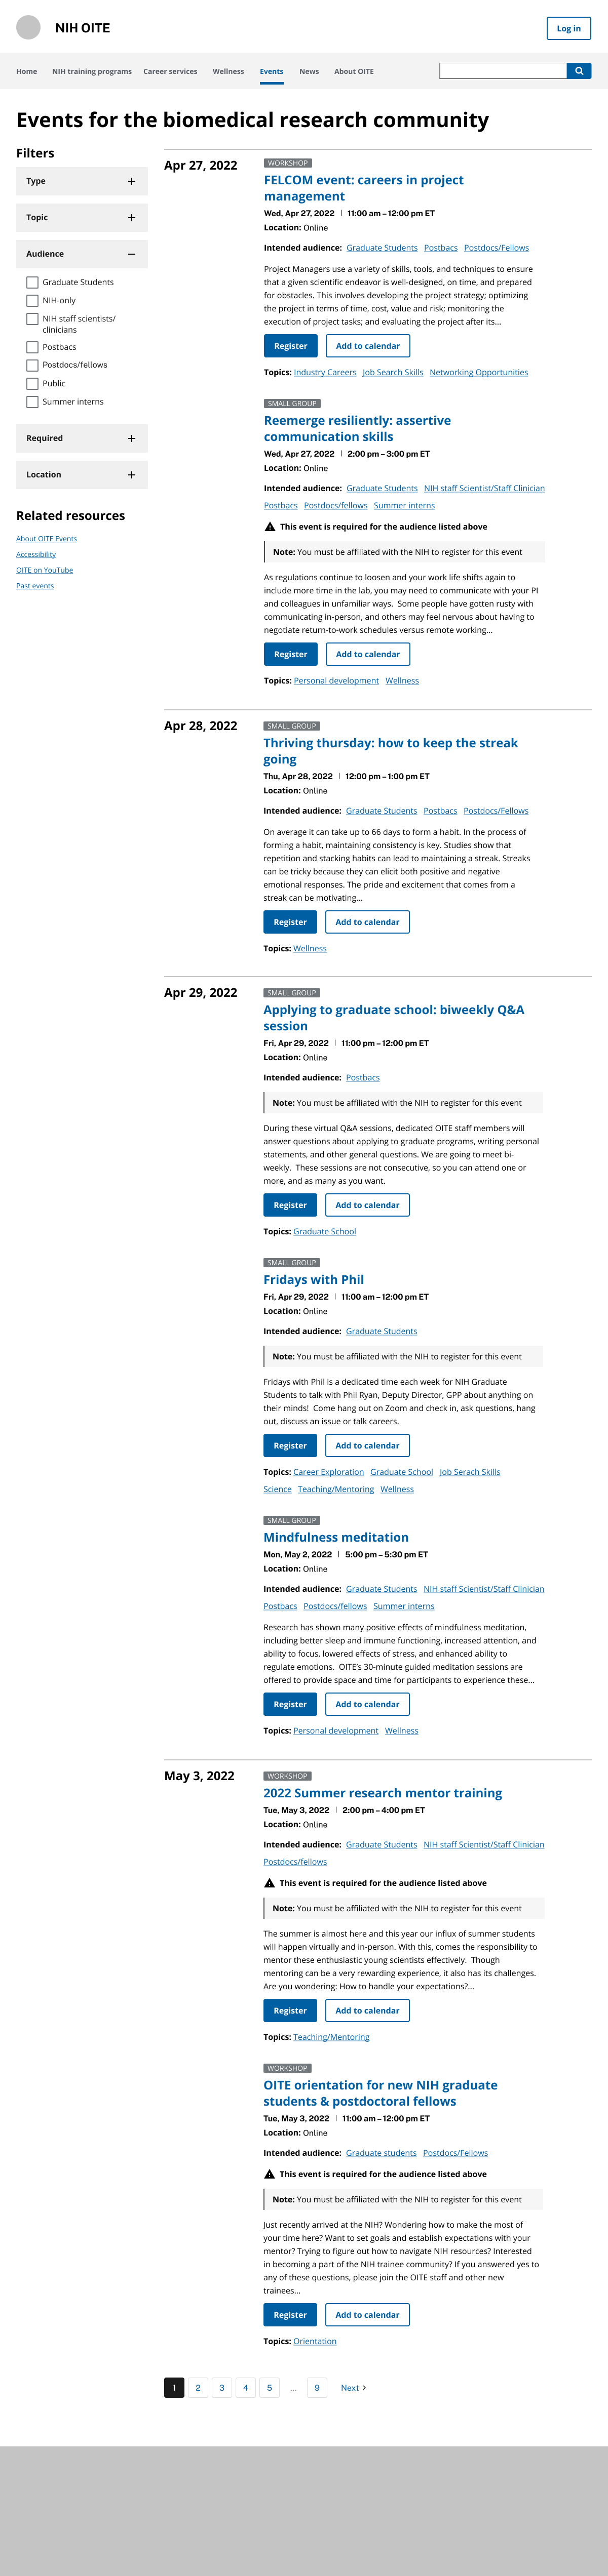 NIH OITE
Log in
Home NIH training programs Career services Wellness Events News About OITE
Events for the biomedical research community
Filters
Type
Topic
Audience
Graduate Students
NIH-only
NIH staff scientists/
clinicians
Postbacs
Postdocs/fellows
Public
Summer interns
Required
Location
Related resources
About OITE Events
Accessibility
OITE on YouTube
Past events
Apr 27, 2022
WORKSHOP
FELCOM event: careers in project
management
Wed, Apr 27, 2022 | 11:00 am – 12:00 pm ET
Location: Online
Intended audience: Graduate Students Postbacs Postdocs/Fellows
Project Managers use a variety of skills, tools, and techniques to ensure
that a given scientific endeavor is well-designed, on time, and prepared
for obstacles. This involves developing the project strategy; optimizing
the project in terms of time, cost, value and risk; monitoring the
execution of project tasks; and evaluating the project after its...
Register Add to calendar
Topics: Industry Careers Job Search Skills Networking Opportunities
SMALL GROUP
Reemerge resiliently: assertive
communication skills
Wed, Apr 27, 2022 | 2:00 pm – 3:00 pm ET
Location: Online
Intended audience: Graduate Students NIH staff Scientist/Staff Clinician
Postbacs Postdocs/fellows Summer interns
This event is required for the audience listed above
Note: You must be affiliated with the NIH to register for this event
As regulations continue to loosen and your work life shifts again to
include more time in the lab, you may need to communicate with your PI
and colleagues in unfamiliar ways. Some people have gotten rusty with
communicating in-person, and others may feel nervous about having to
negotiate return-to-work schedules versus remote working...
Register Add to calendar
Topics: Personal development Wellness
Apr 28, 2022
SMALL GROUP
Thriving thursday: how to keep the streak
going
Thu, Apr 28, 2022 | 12:00 pm – 1:00 pm ET
Location: Online
Intended audience: Graduate Students Postbacs Postdocs/Fellows
On average it can take up to 66 days to form a habit. In the process of
forming a habit, maintaining consistency is key. Studies show that
repetition and stacking habits can lead to maintaining a streak. Streaks
can be tricky because they can elicit both positive and negative
emotional responses. The pride and excitement that comes from a
streak can be motivating...
Register Add to calendar
Topics: Wellness
Apr 29, 2022
SMALL GROUP
Applying to graduate school: biweekly Q&A
session
Fri, Apr 29, 2022 | 11:00 pm – 12:00 pm ET
Location: Online
Intended audience: Postbacs
Note: You must be affiliated with the NIH to register for this event
During these virtual Q&A sessions, dedicated OITE staff members will
answer questions about applying to graduate programs, writing personal
statements, and other general questions. We are going to meet bi-
weekly. These sessions are not consecutive, so you can attend one or
more, and as many as you want.
Register Add to calendar
Topics: Graduate School
SMALL GROUP
Fridays with Phil
Fri, Apr 29, 2022 | 11:00 am – 12:00 pm ET
Location: Online
Intended audience: Graduate Students
Note: You must be affiliated with the NIH to register for this event
Fridays with Phil is a dedicated time each week for NIH Graduate
Students to talk with Phil Ryan, Deputy Director, GPP about anything on
their minds! Come hang out on Zoom and check in, ask questions, hang
out, discuss an issue or talk careers.
Register Add to calendar
Topics: Career Exploration Graduate School Job Serach Skills
Science Teaching/Mentoring Wellness
SMALL GROUP
Mindfulness meditation
Mon, May 2, 2022 | 5:00 pm – 5:30 pm ET
Location: Online
Intended audience: Graduate Students NIH staff Scientist/Staff Clinician
Postbacs Postdocs/fellows Summer interns
Research has shown many positive effects of mindfulness meditation,
including better sleep and immune functioning, increased attention, and
ability to focus, lowered effects of stress, and enhanced ability to
regulate emotions. OITE's 30-minute guided meditation sessions are
offered to provide space and time for participants to experience these...
Register Add to calendar
Topics: Personal development Wellness
May 3, 2022
WORKSHOP
2022 Summer research mentor training
Tue, May 3, 2022 | 2:00 pm – 4:00 pm ET
Location: Online
Intended audience: Graduate Students NIH staff Scientist/Staff Clinician
Postdocs/fellows
This event is required for the audience listed above
Note: You must be affiliated with the NIH to register for this event
The summer is almost here and this year our influx of summer students
will happen virtually and in-person. With this, comes the responsibility to
mentor these enthusiastic young scientists effectively. Though
mentoring can be a very rewarding experience, it also has its challenges.
Are you wondering: How to handle your expectations?...
Register Add to calendar
Topics: Teaching/Mentoring
WORKSHOP
OITE orientation for new NIH graduate
students & postdoctoral fellows
Tue, May 3, 2022 | 11:00 am – 12:00 pm ET
Location: Online
Intended audience: Graduate students Postdocs/Fellows
This event is required for the audience listed above
Note: You must be affiliated with the NIH to register for this event
Just recently arrived at the NIH? Wondering how to make the most of
your time here? Want to set goals and establish expectations with your
mentor? Trying to figure out how to navigate NIH resources? Interested
in becoming a part of the NIH trainee community? If you answered yes to
any of these questions, please join the OITE staff and other new
trainees...
Register Add to calendar
Topics: Orientation
1 2 3 4 5 ... 9 Next